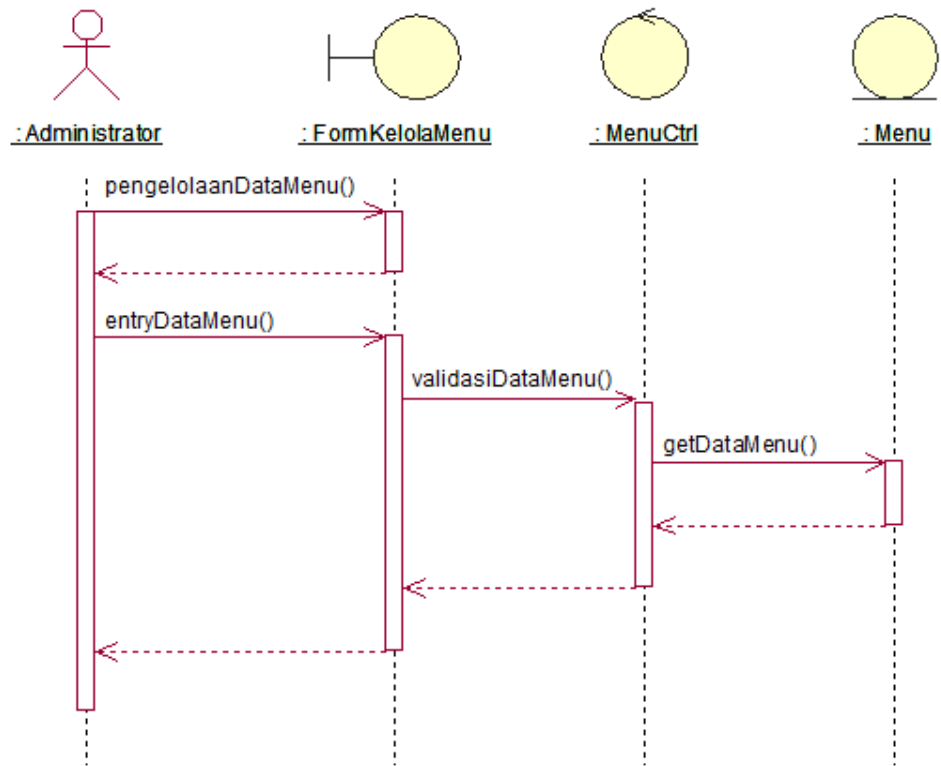 : Administrator
: FormKelolaMenu
: MenuCtrl
: Menu
pengelolaanDataMenu()
entryDataMenu()
validasiDataMenu()
getDataMenu()